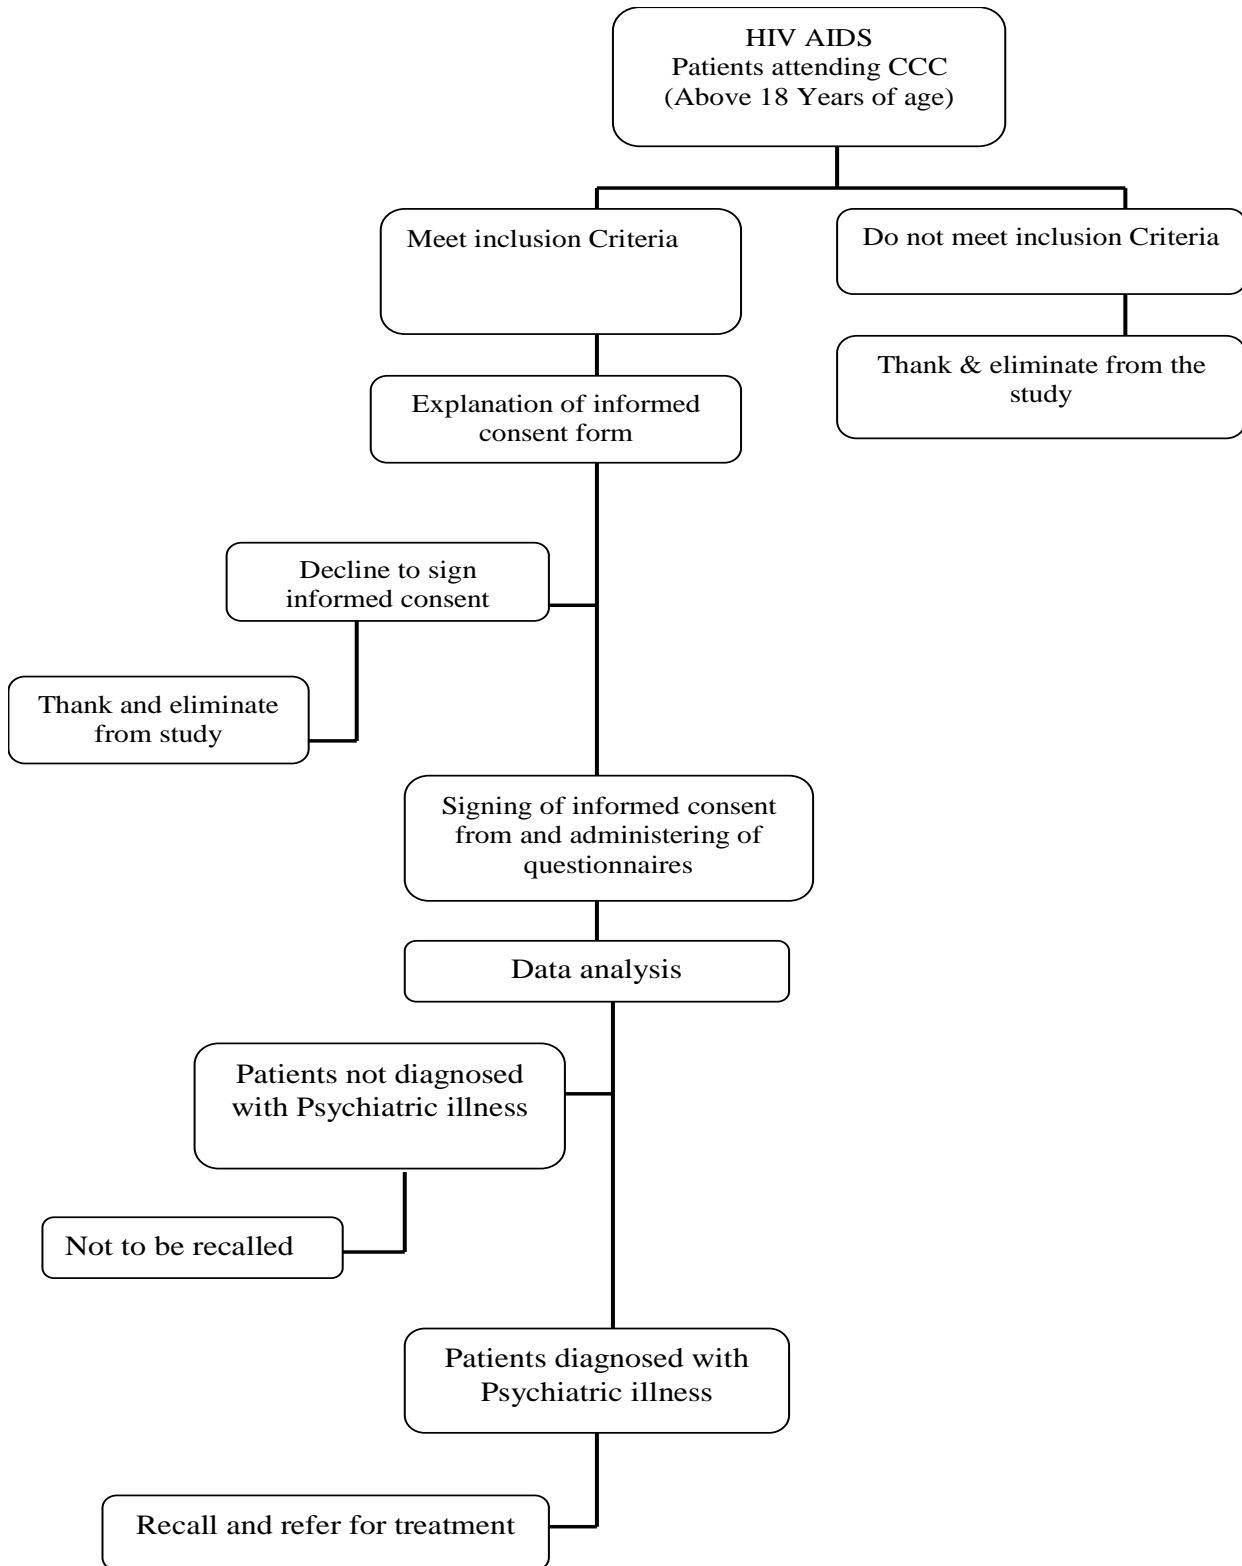 HIV AIDS
Patients attending CCC
(Above 18 Years of age)
Meet inclusion Criteria
Do not meet inclusion Criteria
Thank & eliminate from the
study
Explanation of informed
consent form
Decline to sign
informed consent
Thank and eliminate
from study
Signing of informed consent
from and administering of
questionnaires
Data analysis
Patients not diagnosed
with Psychiatric illness
Not to be recalled
Patients diagnosed with
Psychiatric illness
Recall and refer for treatment